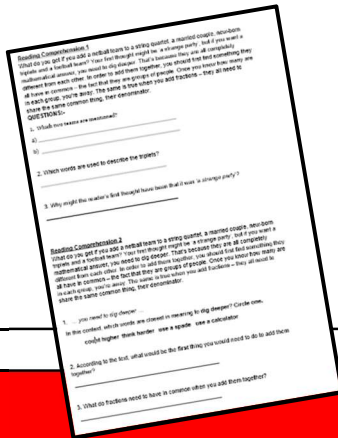 Reading Comprehension 1
What do you get if you add a netball team to a string quartet, a married couple, new-born
triplets and a football team? Your first thought might be 'a strange party', but if you want a
mathematical answer, you need to dig deeper. That's because they are all completely
different from each other. In order to add them together, you should first find something they
all have in common – the fact that they are groups of people. Once you know how many are
in each group, you're away. The same is true when you add fractions – they all need to
share the same common thing, their denominator.
QUESTIONS:-
1. Which two teams are mentioned?
a)
b)
2. Which words are used to describe the triplets?
3. Why might the reader's first thought have been that it was 'a strange party'?
Reading Comprehension 2
What do you get if you add a netball team to a string quartet, a married couple, new-born
triplets and a football team? Your first thought might be 'a strange party', but if you want a
mathematical answer, you need to dig deeper. That's because they are all completely
different from each other. In order to add them together, you should first find something they
all have in common – the fact that they are groups of people. Once you know how many are
in each group, you're away. The same is true when you add fractions – they all need to
share the same common thing, their denominator.
1. ... you need to dig deeper ...
In this context, which words are closest in meaning to dig deeper? Circle one.
count higher think harder use a spade use a calculator
2. According to the text, what would be the first thing you would need to do to add them
together?
3. What do fractions need to have in common when you add them together?